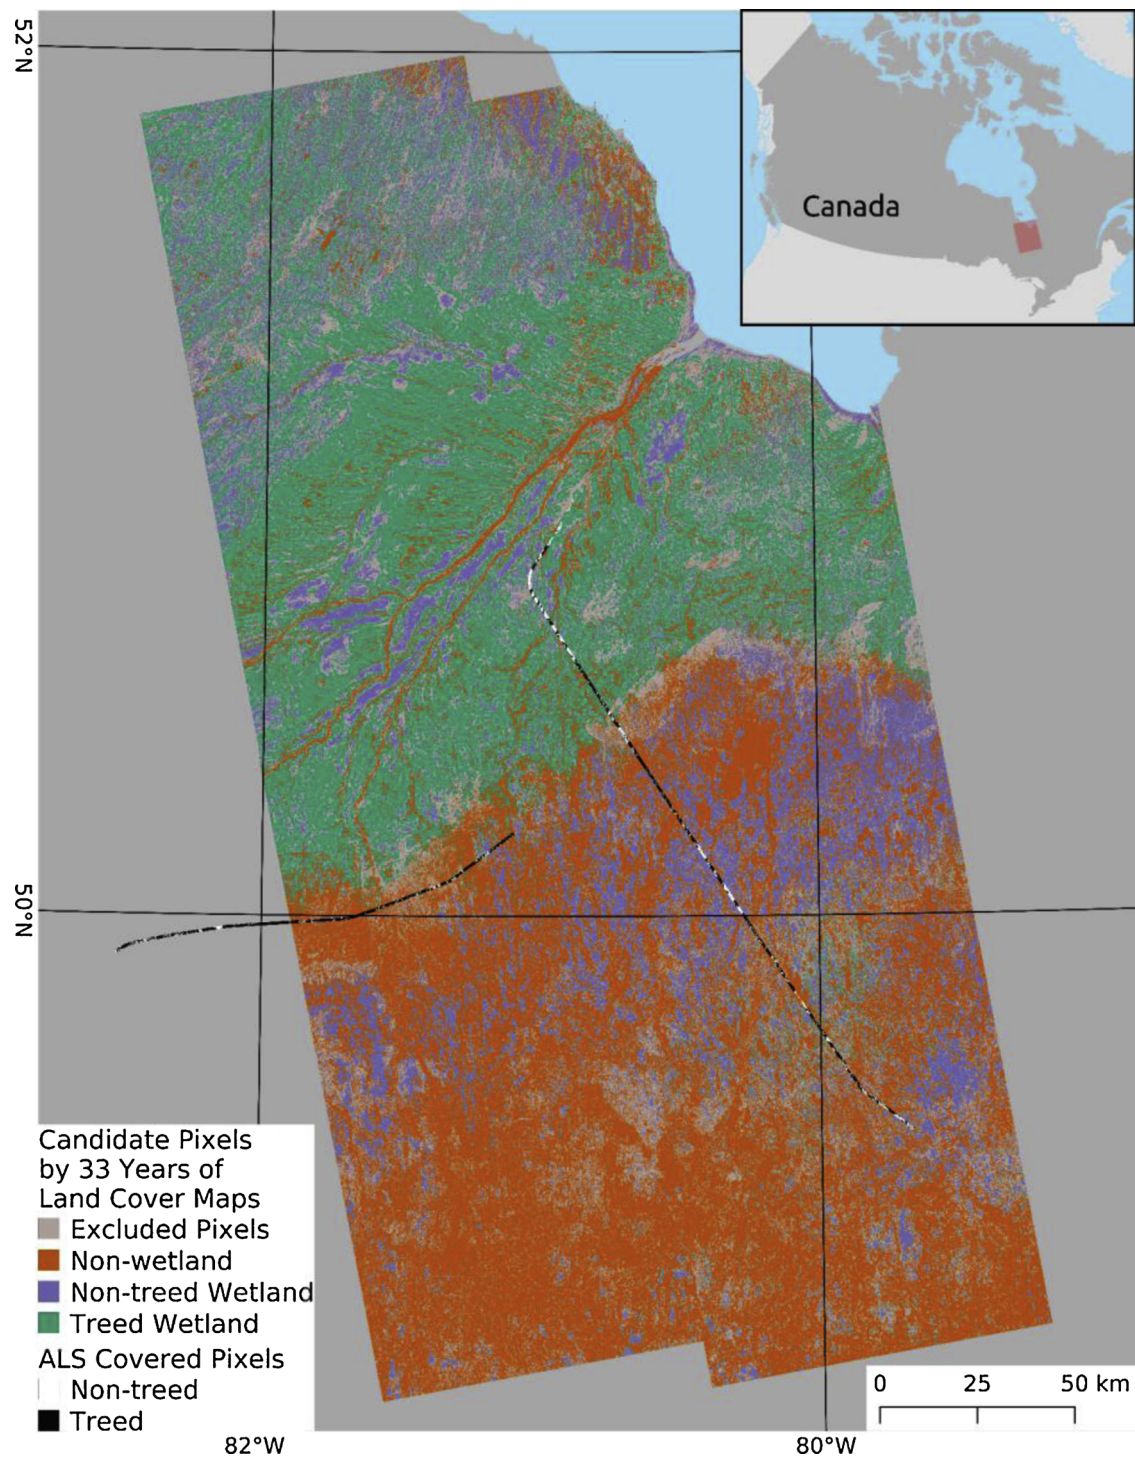 52°N
Canada
50°N
Candidate Pixels
by 33 Years of
Land Cover Maps
Excluded Pixels
Non-wetland
Non-treed Wetland
Treed Wetland
ALS Covered Pixels
Non-treed
Treed
0 25 50 km
82°W 80°W